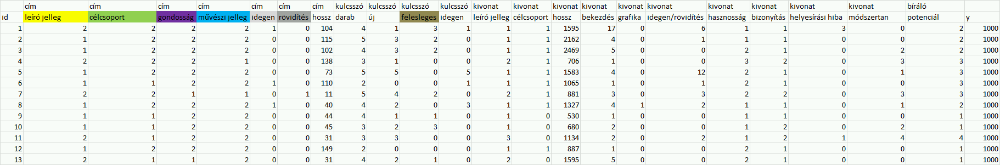 cím cím cím cím cím cím cím kulcsszó kulcsszó kulcsszó kulcsszó kivonat kivonat kivonat kivonat kivonat kivonat kivonat kivonat kivonat kivonat bíráló
id leíró jelleg célcsoport gondosság művészi jelleg idegen rövidítés hossz darab új felesleges idegen leíró jelleg célcsoport hossz bekezdés grafika idegen/rövidítés hasznosság bizonyítás helyesírási hiba módszertan potenciál y
1 2 2 2 2 1 0 104 4 1 3 1 1 1 1595 17 0 6 1 1 3 0 2 1000
2 1 2 2 2 0 0 115 5 3 2 0 1 1 2162 4 0 1 1 1 0 0 2 1000
3 1 2 2 2 0 0 102 4 3 2 0 1 1 2469 5 0 0 2 1 0 2 2 1000
4 2 2 2 1 0 0 138 3 1 0 0 2 1 706 1 0 0 3 2 0 3 3 1000
5 1 2 2 2 0 0 73 5 5 0 5 1 1 1583 4 0 12 2 1 0 1 3 1000
6 1 1 2 2 1 0 110 2 0 0 1 1 1 1065 1 0 1 2 1 0 0 3 1000
7 2 2 1 1 0 1 11 5 4 2 0 2 1 881 3 0 3 2 2 0 3 3 1000
8 1 2 2 2 1 0 40 4 2 0 3 1 1 1327 4 1 2 1 1 0 1 2 1000
9 1 1 2 2 0 0 44 4 1 1 0 1 0 530 1 0 0 1 1 0 0 1 1000
10 1 1 2 2 0 0 45 3 2 3 0 1 0 680 2 0 0 1 1 0 2 1 1000
11 2 1 2 2 0 0 31 3 3 0 0 3 0 1134 2 0 2 1 2 1 4 4 1000
12 1 2 2 2 0 0 149 2 0 0 0 1 1 887 1 0 0 2 1 0 0 1 1000
13 2 1 1 2 0 0 31 4 2 1 0 2 0 1595 5 0 0 2 1 0 0 1 1000